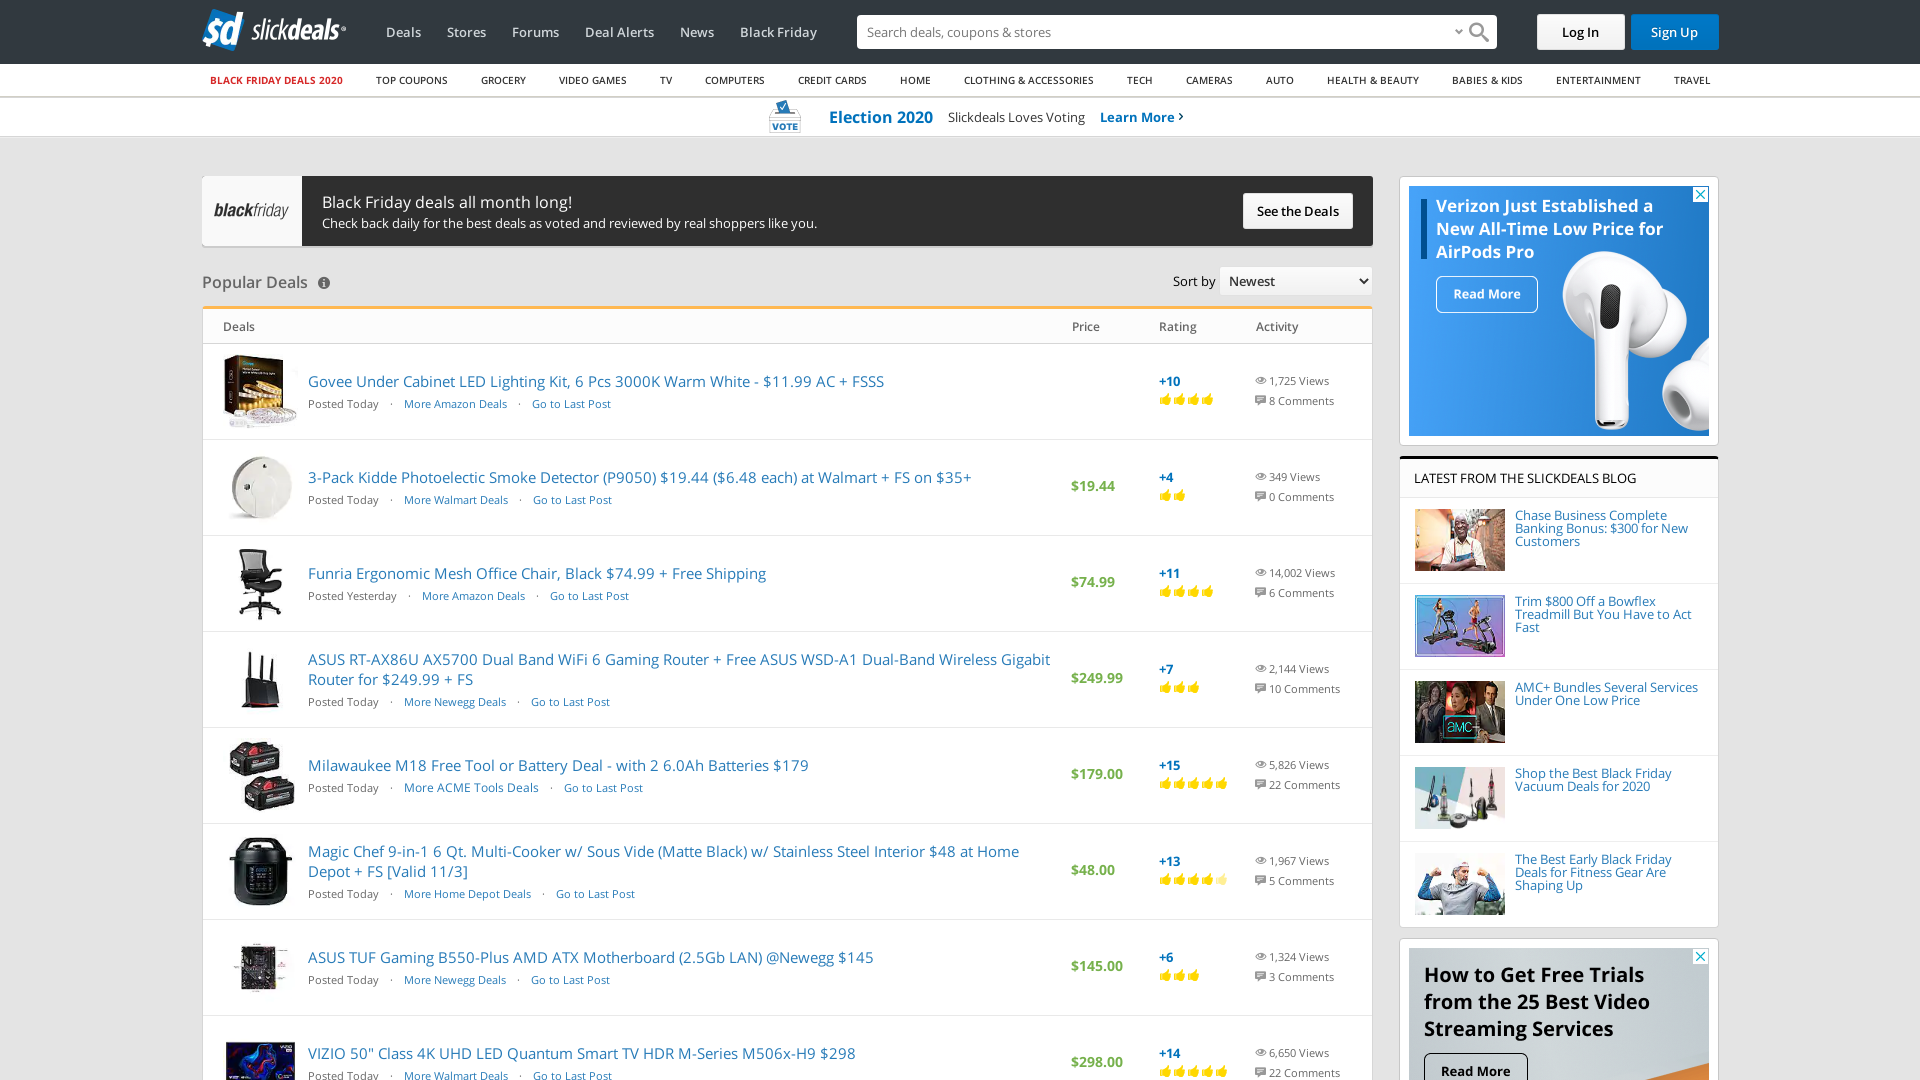 sd slickdeals
Deals Stores Forums Deal Alerts News Black Friday
Search deals, coupons & shares
Log In Sign Up
BLACK FRIDAY DEALS 2020 TOP COUPONS GROCERY VIDEO GAMES TV COMPUTERS CREDIT CARDS HOME CLOTHING & ACCESSORIES TECH CAMERAS AUTO HEALTH & BEAUTY BABIES & KIDS ENTERTAINMENT TRAVEL
VOTE Election 2020 Slickdeals Loves Voting Learn More
blackfriday
Black Friday deals all month long!
Check back daily for the best deals as voted and reviewed by real shoppers like you.
See the Deals
Popular Deals
Sort by Newest
Deals Price Rating Activity
Govee Under Cabinet LED Lighting Kit, 6 Pcs 3000K Warm White - $11.99 AC + FSSS
Posted Today · More Amazon Deals · Go to Last Post
+10
1,725 Views
8 Comments
3-Pack Kidde Photoelectic Smoke Detector (P9050) $19.44 ($6.48 each) at Walmart + FS on $35+
Posted Today · More Walmart Deals · Go to Last Post
$19.44
+4
349 Views
0 Comments
Funria Ergonomic Mesh Office Chair, Black $74.99 + Free Shipping
Posted Yesterday · More Amazon Deals · Go to Last Post
$74.99
+11
14,002 Views
6 Comments
ASUS RT-AX86U AX5700 Dual Band WiFi 6 Gaming Router + Free ASUS WSD-A1 Dual-Band Wireless Gigabit
Router for $249.99 + FS
Posted Today · More Newegg Deals · Go to Last Post
$249.99
+7
2,144 Views
10 Comments
Milawaukee M18 Free Tool or Battery Deal - with 2 6.0Ah Batteries $179
Posted Today · More ACME Tools Deals · Go to Last Post
$179.00
+15
5,826 Views
22 Comments
Magic Chef 9-in-1 6 Qt. Multi-Cooker w/ Sous Vide (Matte Black) w/ Stainless Steel Interior $48 at Home
Depot + FS [Valid 11/3]
Posted Today · More Home Depot Deals · Go to Last Post
$48.00
+13
1,967 Views
5 Comments
ASUS TUF Gaming B550-Plus AMD ATX Motherboard (2.5Gb LAN) @Newegg $145
Posted Today · More Newegg Deals · Go to Last Post
$145.00
+6
1,324 Views
3 Comments
VIZIO 50" Class 4K UHD LED Quantum Smart TV HDR M-Series M506x-H9 $298
Posted Today · More Walmart Deals · Go to Last Post
$298.00
+14
6,650 Views
22 Comments
Verizon Just Established a
New All-Time Low Price for
AirPods Pro
Read More
LATEST FROM THE SLICKDEALS BLOG
Chase Business Complete
Banking Bonus: $300 for New
Customers
Trim $800 Off a Bowflex
Treadmill But You Have to Act
Fast
amc+
AMC+ Bundles Several Services
Under One Low Price
Shop the Best Black Friday
Vacuum Deals for 2020
The Best Early Black Friday
Deals for Fitness Gear Are
Shaping Up
How to Get Free Trials
from the 25 Best Video
Streaming Services
Read More